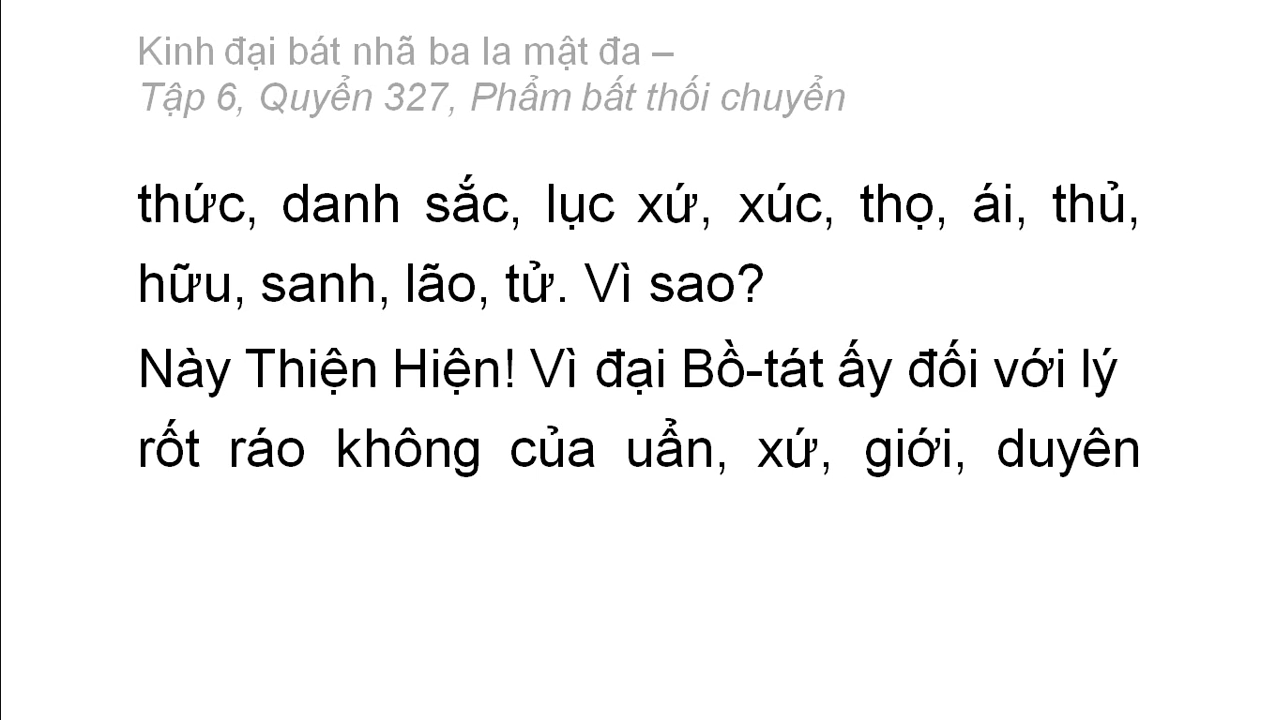 Kinh đại bát nhã ba la mật đa –
Tập 6, Quyển 327, Phẩm bất thối chuyển
thức, danh sắc, lục xứ, xúc, thọ, ái, thủ,
hữu, sanh, lão, tử. Vì sao?
Này Thiện Hiện! Vì đại Bồ-tát ấy đối với lý
rốt ráo không của uẩn, xứ, giới, duyên